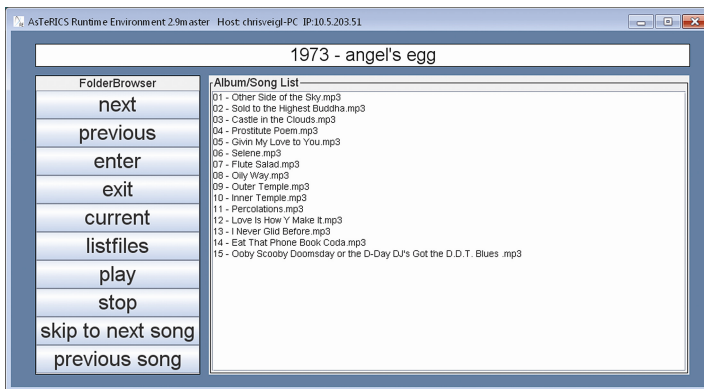 AsTeRICS Runtime Environment 2.9master   Host: chrisveigl-PC  IP:10.5.203.51
1973 - angel's egg
FolderBrowser
next
previous
enter
exit
current
listfiles
play
stop
skip to next song
previous song
Album/Song List
01 - Other Side of the Sky.mp3
02 - Sold to the Highest Buddha.mp3
03 - Castle in the Clouds.mp3
04 - Prostitute Poem.mp3
05 - Givin My Love to You.mp3
06 - Selene.mp3
07 - Flute Salad.mp3
08 - Oily Way.mp3
09 - Outer Temple.mp3
10 - Inner Temple.mp3
11 - Percolations.mp3
12 - Love Is How Y Make It.mp3
13 - I Never Glid Before.mp3
14 - Eat That Phone Book Coda.mp3
15 - Ooby Scooby Doomsday or the D-Day DJ's Got the D.D.T. Blues .mp3